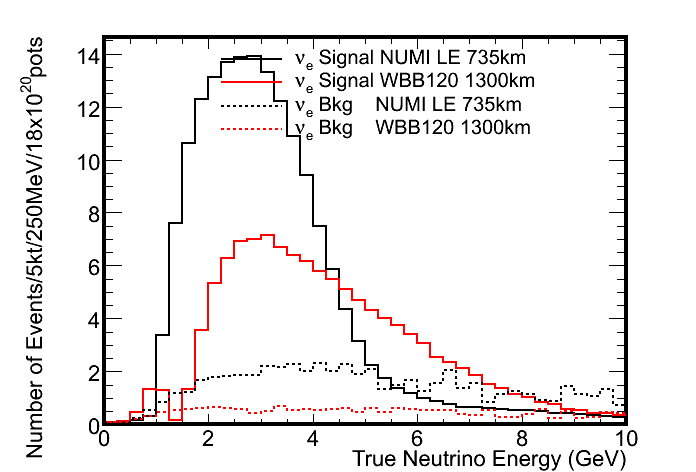 Number of Events/5kt/250MeV/18x10²⁰pots
14
12
10
8
6
4
2
0
νₑ Signal NUMI LE 735km
νₑ Signal WBB120 1300km
νₑ Bkg NUMI LE 735km
νₑ Bkg WBB120 1300km
0 2 4 6 8 10
True Neutrino Energy (GeV)